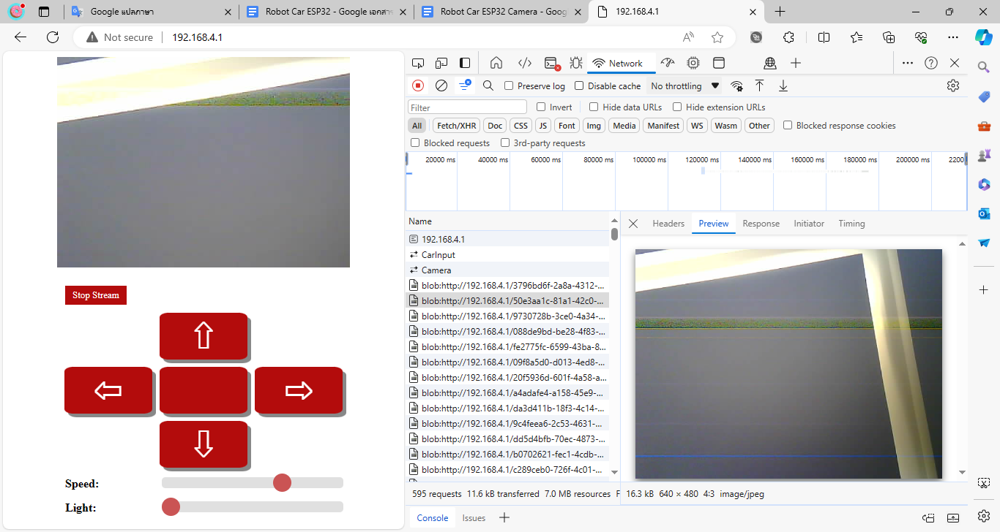 Google แปลภาษา
Robot Car ESP32 - Google เอกสาร
Robot Car ESP32 Camera - Goog
192.168.4.1
Not secure
192.168.4.1
Stop Stream
Speed:
Light:
Network
Preserve log
Disable cache
No throttling
Filter
Invert
Hide data URLs
Hide extension URLs
All
Fetch/XHR
Doc
CSS
JS
Font
Img
Media
Manifest
WS
Wasm
Other
Blocked response cookies
Blocked requests
3rd-party requests
20000 ms
40000 ms
60000 ms
80000 ms
100000 ms
120000 ms
140000 ms
160000 ms
180000 ms
200000 ms
2200
Name
192.168.4.1
CarInput
Camera
blob:http://192.168.4.1/3796bd6f-2a8a-4312-...
blob:http://192.168.4.1/50e3aa1c-81a1-42c0-...
blob:http://192.168.4.1/9730728b-3ce0-4a34-...
blob:http://192.168.4.1/088de9bd-be28-4f83-...
blob:http://192.168.4.1/fe2775fc-6599-43ba-8...
blob:http://192.168.4.1/09f8a5d0-d013-4ed8-...
blob:http://192.168.4.1/20f5936d-601f-4a58-a...
blob:http://192.168.4.1/a4adafe4-a158-45e9-...
blob:http://192.168.4.1/da3d411b-18f3-4c14-...
blob:http://192.168.4.1/9c4feea6-2c53-4631-...
blob:http://192.168.4.1/dd5d4bfb-70ec-4873-...
blob:http://192.168.4.1/b0702621-fec1-4cdb-...
blob:http://192.168.4.1/c289ceb0-726f-4c01-...
Headers
Preview
Response
Initiator
Timing
595 requests
11.6 kB transferred
7.0 MB resources
F
16.3 kB
640 × 480
4:3
image/jpeg
Console
Issues